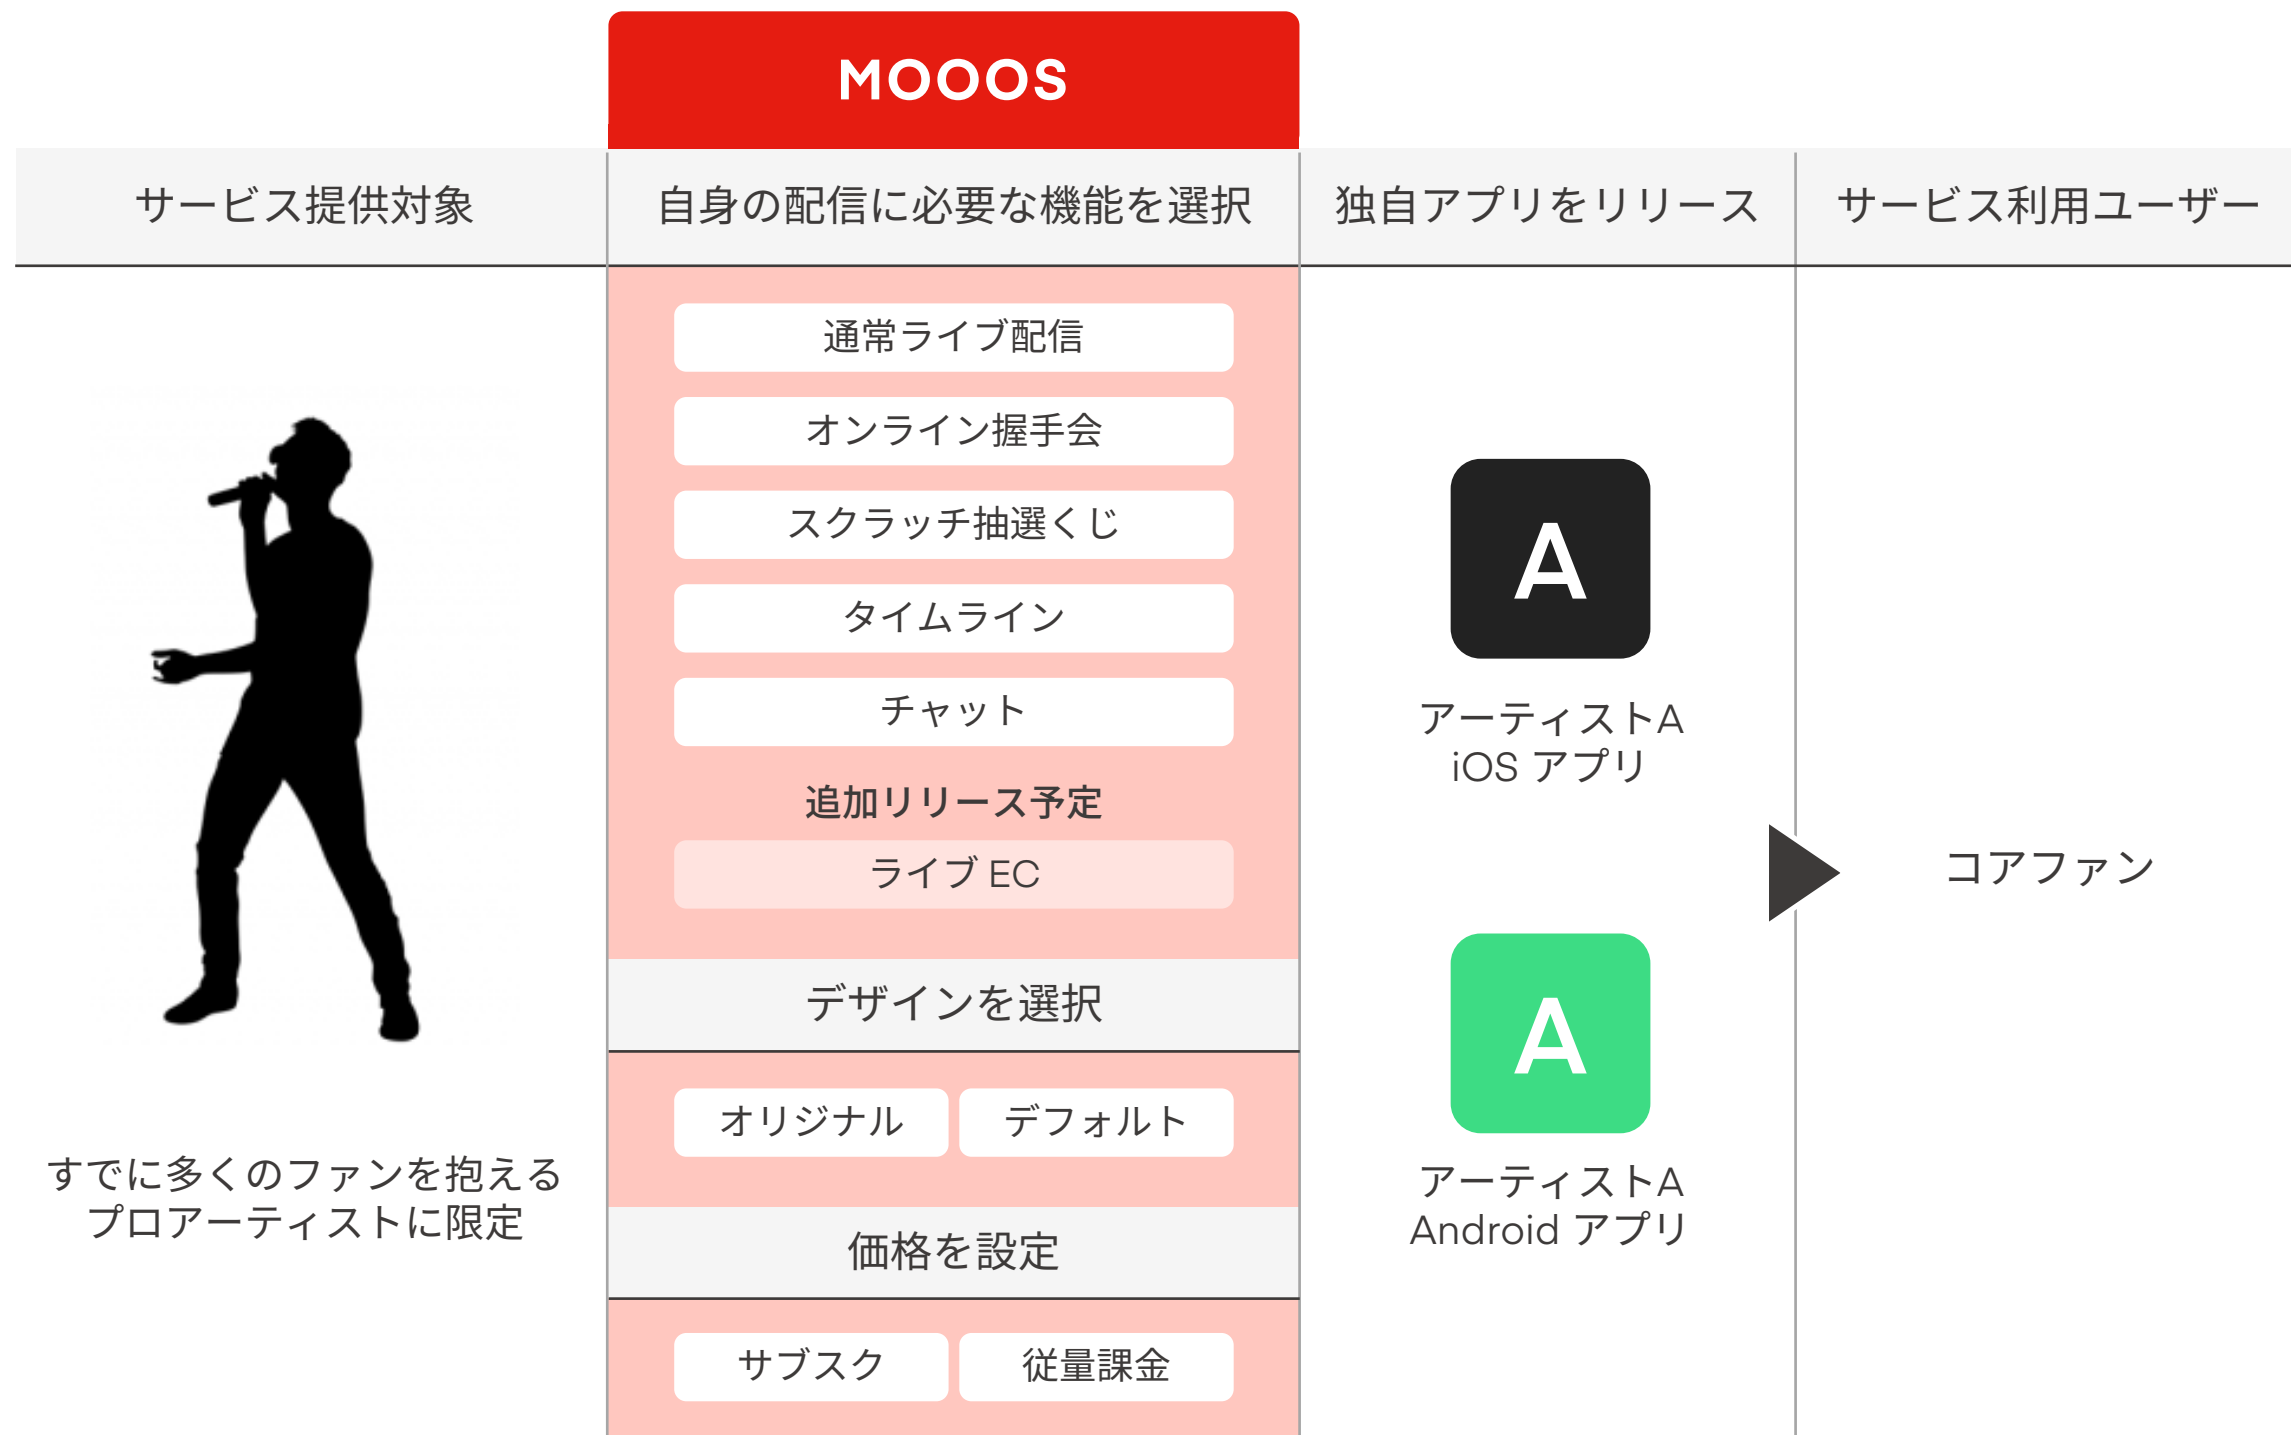 MOOOS
サービス提供対象
自身の配信に必要な機能を選択
独自アプリをリリース
サービス利用ユーザー
すでに多くのファンを抱える
プロアーティストに限定
通常ライブ配信
オンライン握手会
スクラッチ抽選くじ
タイムライン
チャット
追加リリース予定
ライブ EC
デザインを選択
オリジナル
デフォルト
価格を設定
サブスク
従量課金
A
アーティストA
iOS アプリ
A
アーティストA
Android アプリ
コアファン